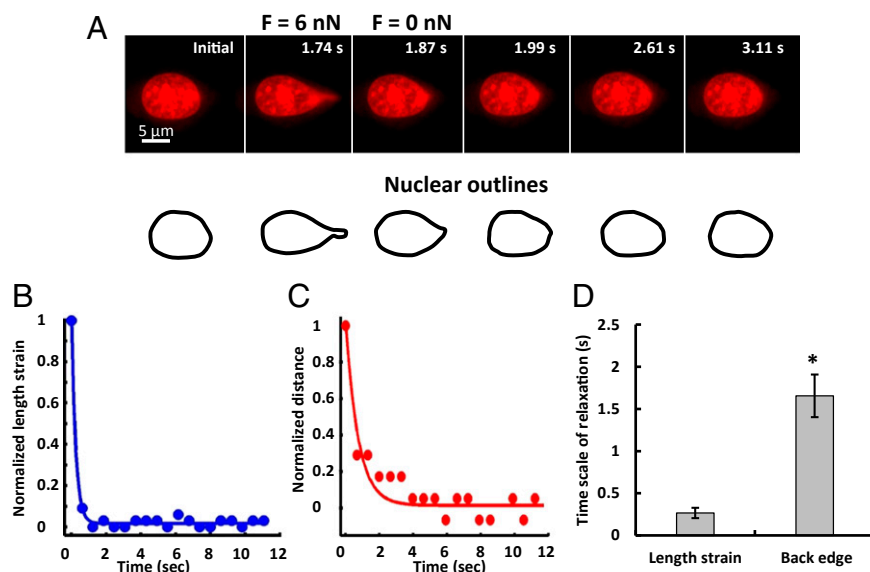 A
F = 6 nN F = 0 nN
Initial 1.74 s 1.87 s 1.99 s 2.61 s 3.11 s
5 µm
Nuclear outlines
B
Normalized length strain
1
0.8
0.6
0.4
0.2
0
0 2 4 6 8 10 12
Time (sec)
C
Normalized distance
1
0.8
0.6
0.4
0.2
0
0 2 4 6 8 10 12
Time (sec)
D
Time scale of relaxation (s)
2.5
2
1.5
1
0.5
0
*
Length strain Back edge